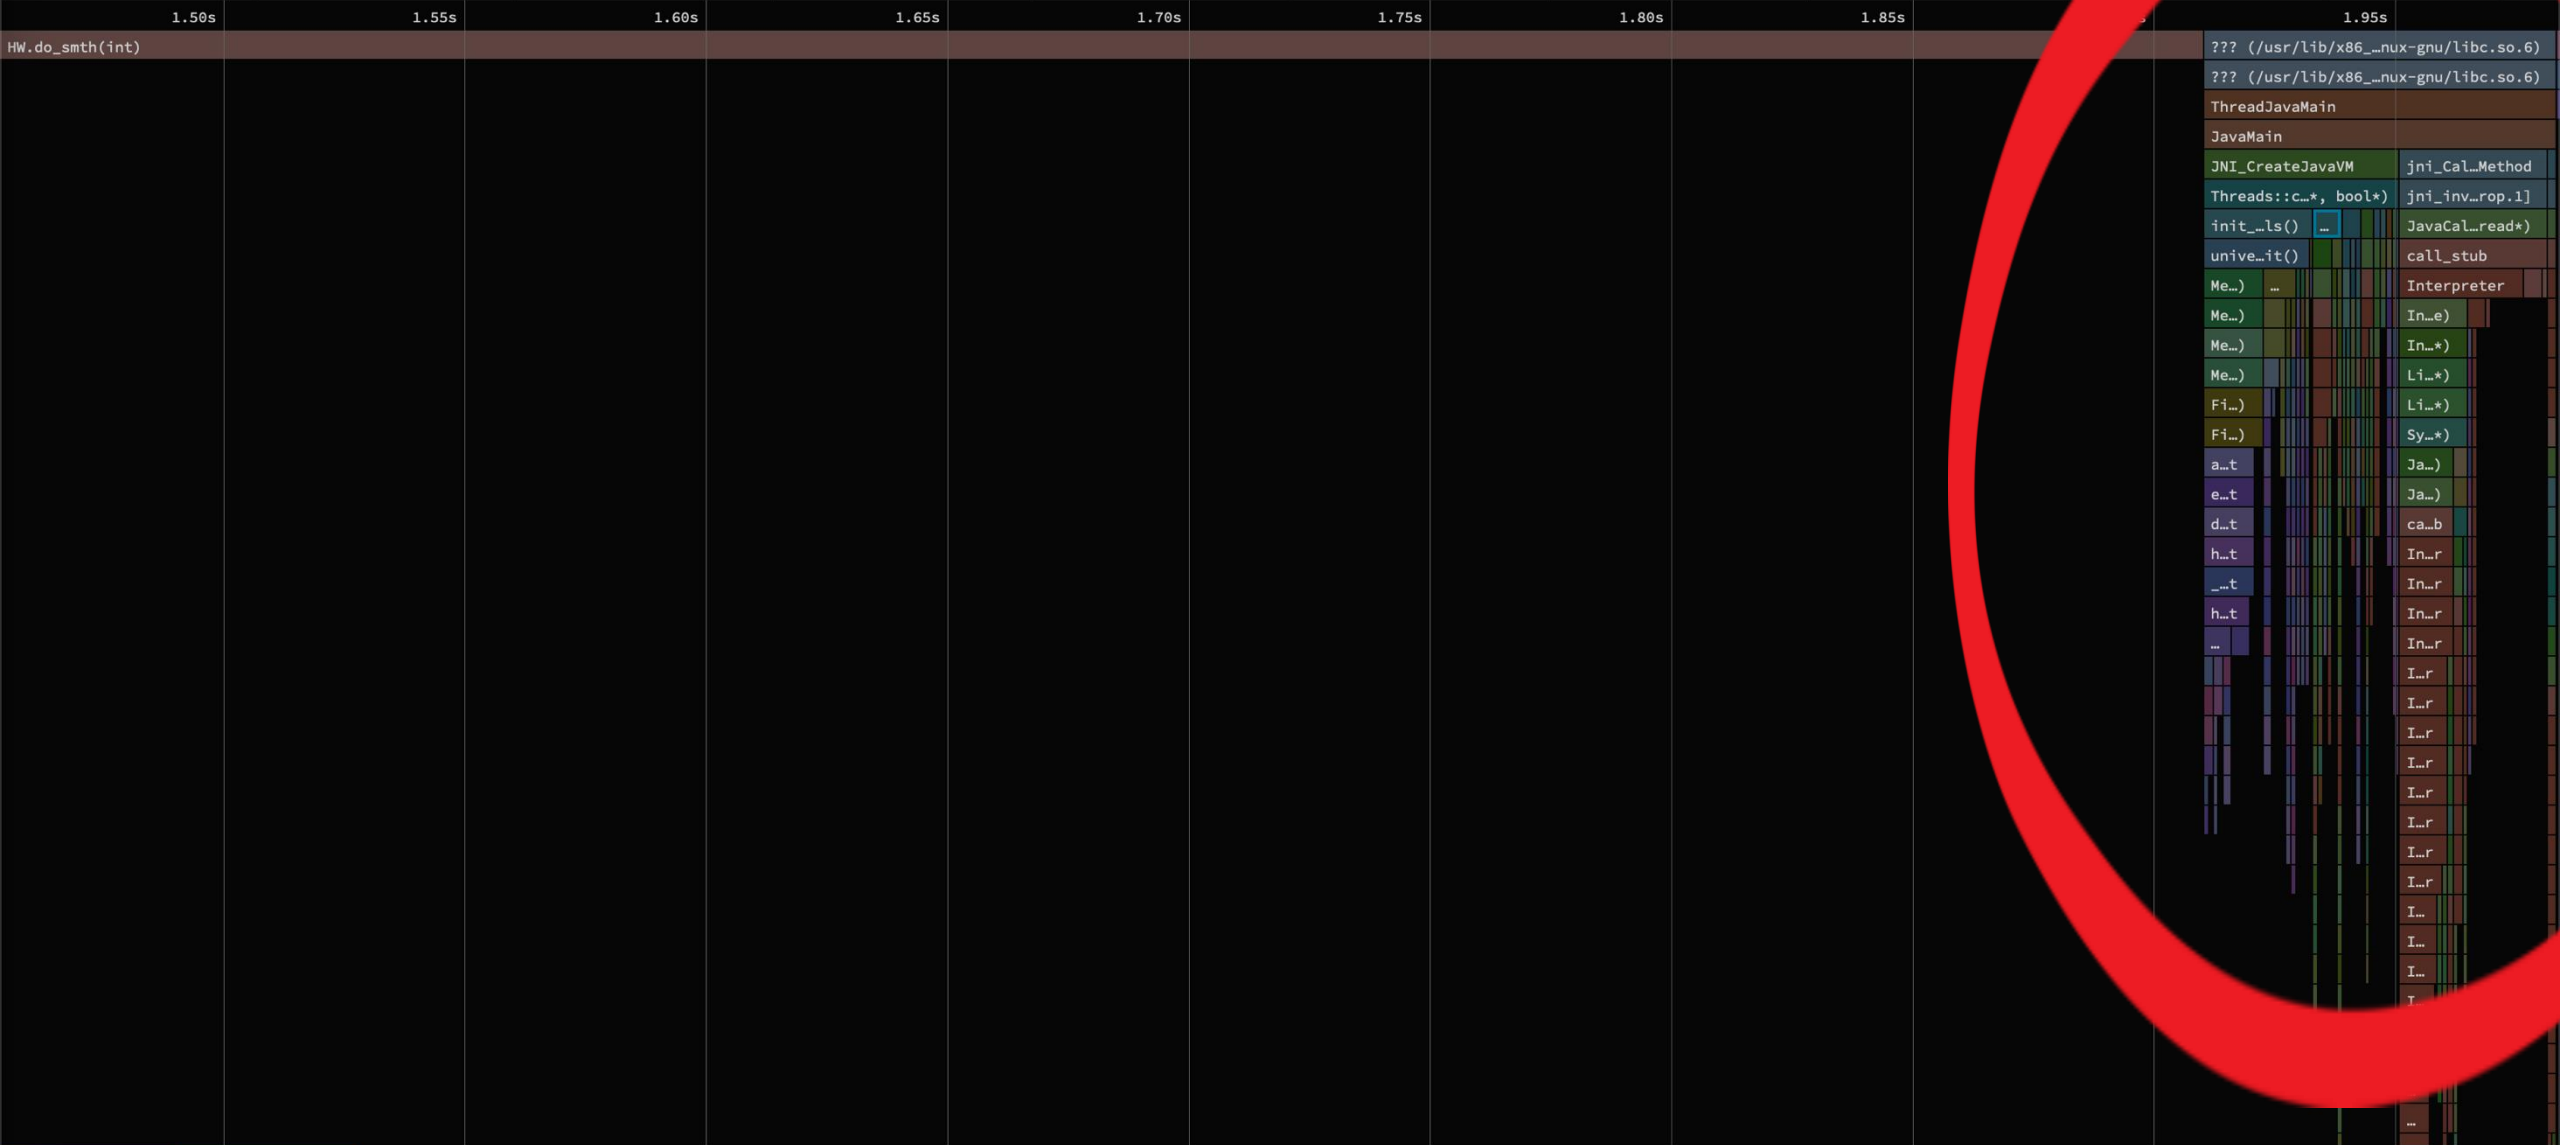 1.50s 1.55s 1.60s 1.65s 1.70s 1.75s 1.80s 1.85s 1.95s
HW.do_smth(int) ??? (/usr/lib/x86_…nux-gnu/libc.so.6)
??? (/usr/lib/x86_…nux-gnu/libc.so.6)
ThreadJavaMain
JavaMain
JNI_CreateJavaVM jni_Cal…Method
Threads::c…*, bool*) jni_inv…rop.1]
init_…ls() … JavaCal…read*)
unive…it() call_stub
Me…) … Interpreter
Me…) In…e)
Me…) In…*)
Me…) Li…*)
Fi…) Li…*)
Fi…) Sy…*)
a…t Ja…)
e…t Ja…)
d…t ca…b
h…t In…r
_…t In…r
h…t In…r
… In…r
I…r
I…r
I…r
I…r
I…r
I…r
I…r
I…r
I…
I…
I…
…